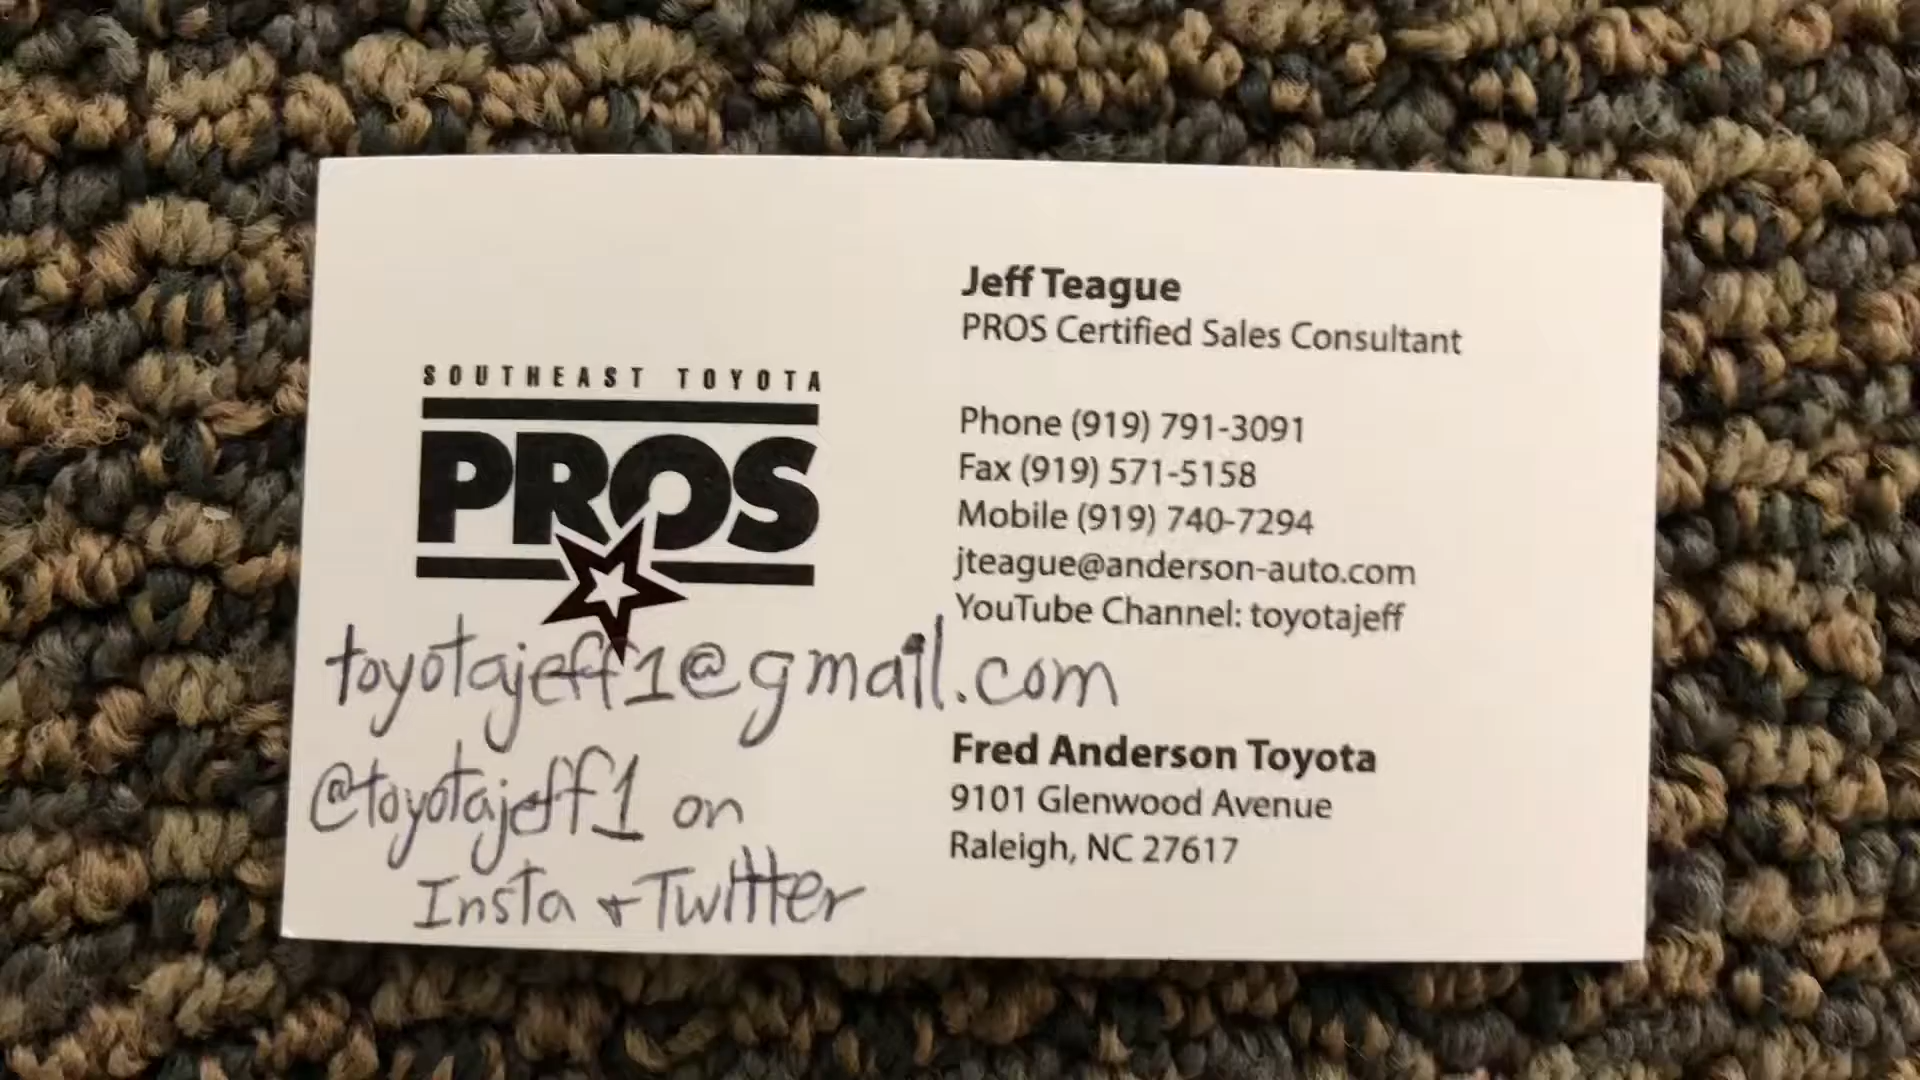 SOUTHEAST TOYOTA
PROS
toyotajeff1@gmail.com
@toyotajeff1 on
Insta + Twitter
Jeff Teague
PROS Certified Sales Consultant
Phone (919) 791-3091
Fax (919) 571-5158
Mobile (919) 740-7294
jteague@anderson-auto.com
YouTube Channel: toyotajeff
Fred Anderson Toyota
9101 Glenwood Avenue
Raleigh, NC 27617